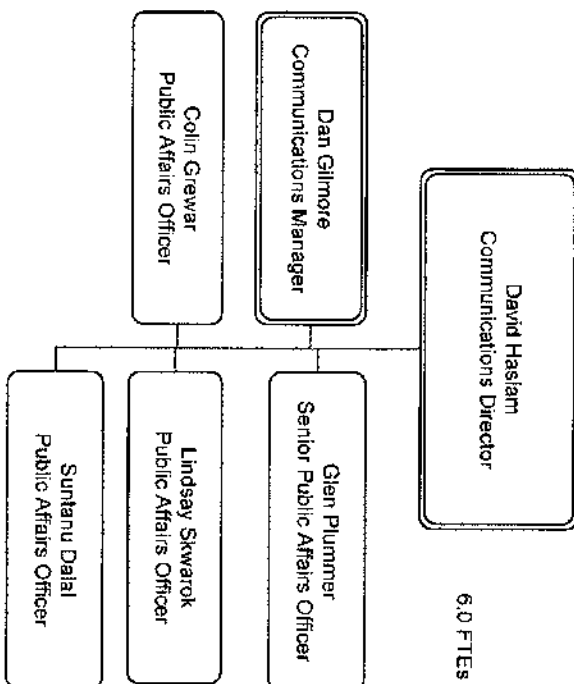 David Haslam
Communications Director
6.0 FTEs
Dan Gilmore
Communications Manager
Glen Plummer
Senior Public Affairs Officer
Colin Grewar
Public Affairs Officer
Lindsay Skwarok
Public Affairs Officer
Suntanu Dalal
Public Affairs Officer